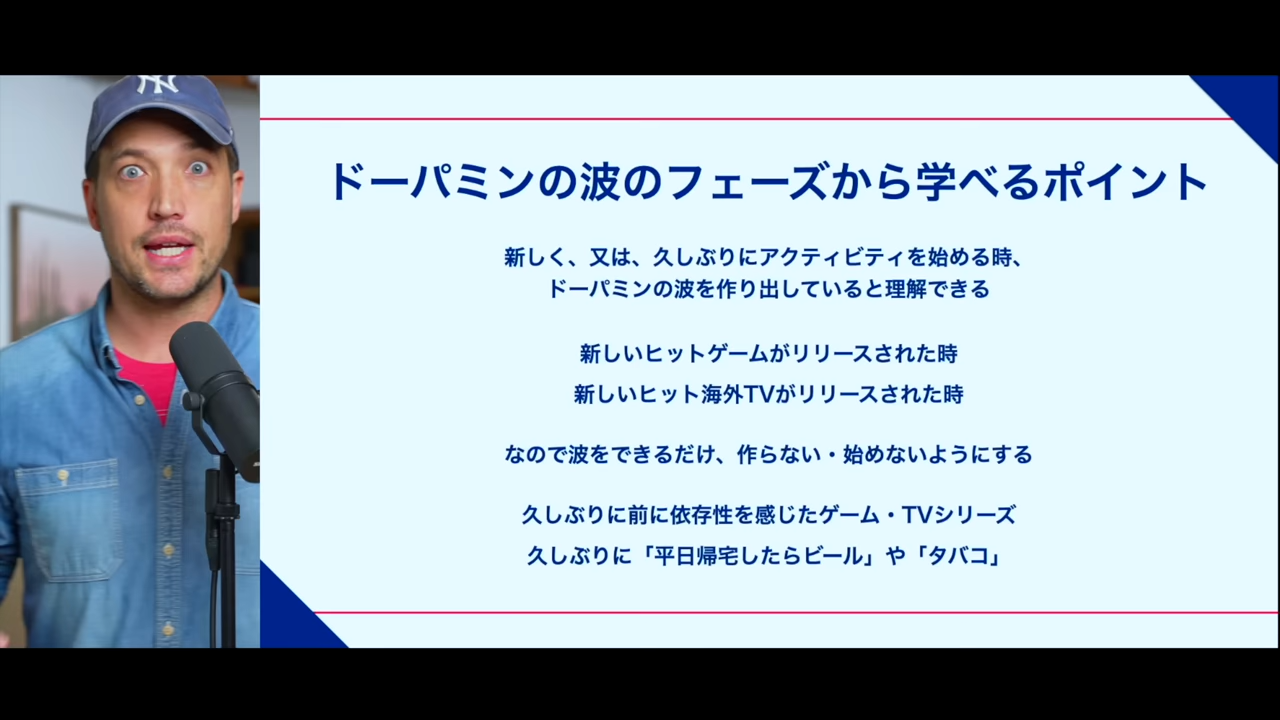 NY
ドーパミンの波のフェーズから学べるポイント
新しく、又は、久しぶりにアクティビティを始める時、
ドーパミンの波を作り出していると理解できる
新しいヒットゲームがリリースされた時
新しいヒット海外TVがリリースされた時
なので波をできるだけ、作らない・始めないようにする
久しぶりに前に依存性を感じたゲーム・TVシリーズ
久しぶりに「平日帰宅したらビール」や「タバコ」